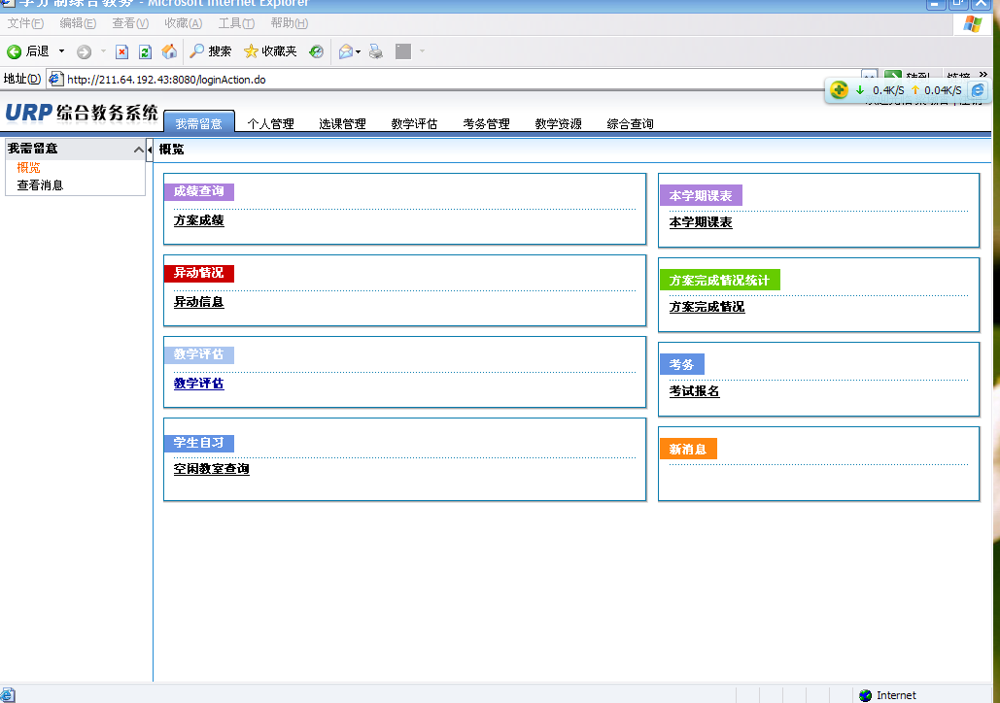 学分制综合教务 - Microsoft Internet Explorer
文件(F) 编辑(E) 查看(V) 收藏(A) 工具(T) 帮助(H)
后退 搜索 收藏夹
地址(D) http://211.64.192.43:8080/loginAction.do 转到 链接 »
0.4K/S 0.04K/S
URP 综合教务系统
我需留意 个人管理 选课管理 教学评估 考务管理 教学资源 综合查询
我需留意
概览
查看消息
概览
成绩查询
方案成绩
异动情况
异动信息
教学评估
教学评估
学生自习
空闲教室查询
本学期课表
本学期课表
方案完成情况统计
方案完成情况
考务
考试报名
新消息
Internet